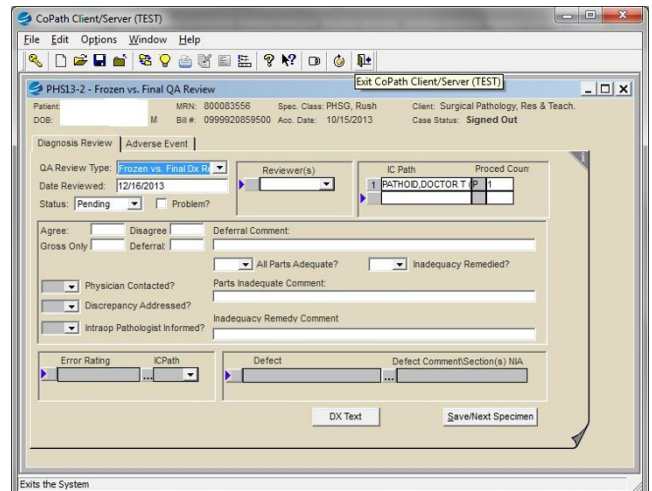 CoPath Client/Server (TEST)
File Edit Options Window Help
Exit CoPath Client/Server (TEST)
PHS13-2 - Frozen vs. Final QA Review
Patient: MRN: 800083556 Spec. Class: PHSG, Rush Client: Surgical Pathology, Res & Teach.
DOB: M Bill #: 0999920859500 Acc. Date: 10/15/2013 Case Status: Signed Out
Diagnosis Review Adverse Event
QA Review Type: Frozen vs. Final Dx Re Reviewer(s) IC Path Proced Coun
Date Reviewed: 12/16/2013 1 PATHOID,DOCTOR T ( P 1
Status: Pending Problem?
Agree: Disagree Deferral Comment:
Gross Only Deferral:
All Parts Adequate? Inadequacy Remedied?
Physician Contacted? Parts Inadequate Comment:
Discrepancy Addressed?
Inadequacy Remedy Comment
Intraop Pathologist Informed?
Error Rating ICPath Defect Defect Comment\Section(s) NIA
... ...
DX Text Save/Next Specimen
Exits the System